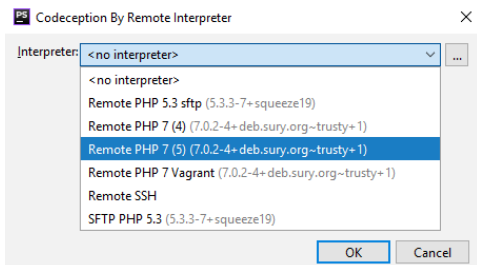 PS Codeception By Remote Interpreter
Interpreter: <no interpreter> ...
<no interpreter>
Remote PHP 5.3 sftp (5.3.3-7+squeeze19)
Remote PHP 7 (4) (7.0.2-4+deb.sury.org~trusty+1)
Remote PHP 7 (5) (7.0.2-4+deb.sury.org~trusty+1)
Remote PHP 7 Vagrant (7.0.2-4+deb.sury.org~trusty+1)
Remote SSH
SFTP PHP 5.3 (5.3.3-7+squeeze19)
OK Cancel